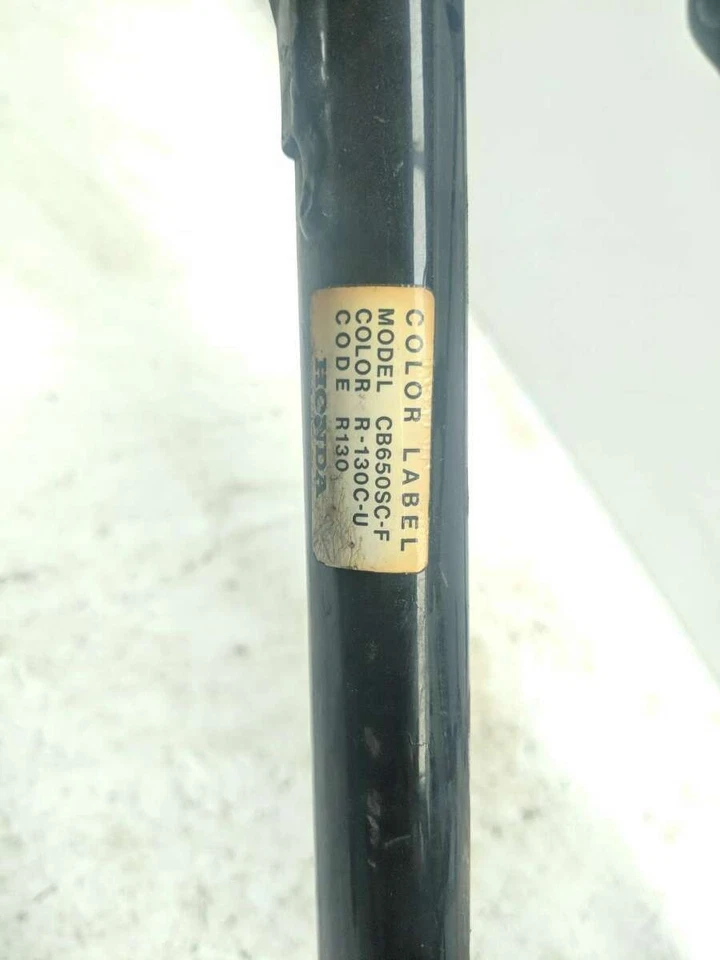 COLOR LABEL
MODEL CB650SC-F
COLOR R-130C-U
CODE R130
HONDA